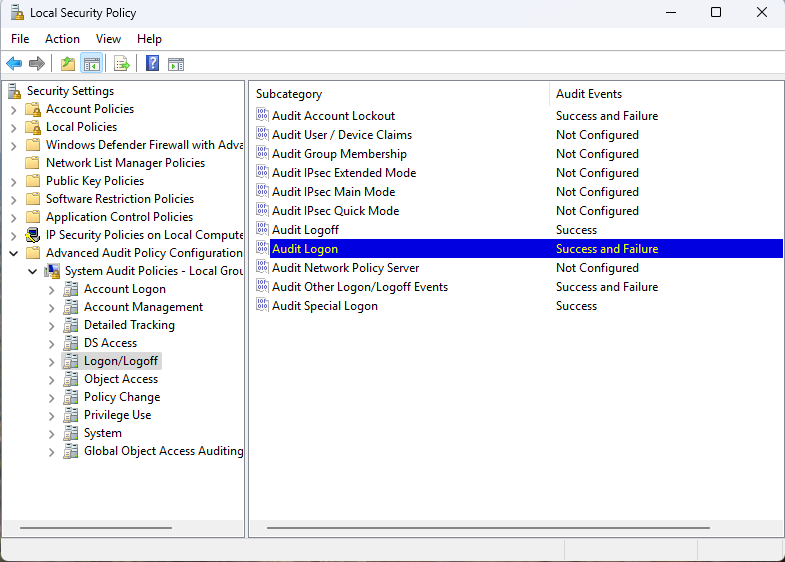 Local Security Policy
File Action View Help
Security Settings
Account Policies
Local Policies
Windows Defender Firewall with Adva
Network List Manager Policies
Public Key Policies
Software Restriction Policies
Application Control Policies
IP Security Policies on Local Compute
Advanced Audit Policy Configuration
System Audit Policies - Local Grou
Account Logon
Account Management
Detailed Tracking
DS Access
Logon/Logoff
Object Access
Policy Change
Privilege Use
System
Global Object Access Auditing
Subcategory Audit Events
Audit Account Lockout Success and Failure
Audit User / Device Claims Not Configured
Audit Group Membership Not Configured
Audit IPsec Extended Mode Not Configured
Audit IPsec Main Mode Not Configured
Audit IPsec Quick Mode Not Configured
Audit Logoff Success
Audit Logon Success and Failure
Audit Network Policy Server Not Configured
Audit Other Logon/Logoff Events Success and Failure
Audit Special Logon Success